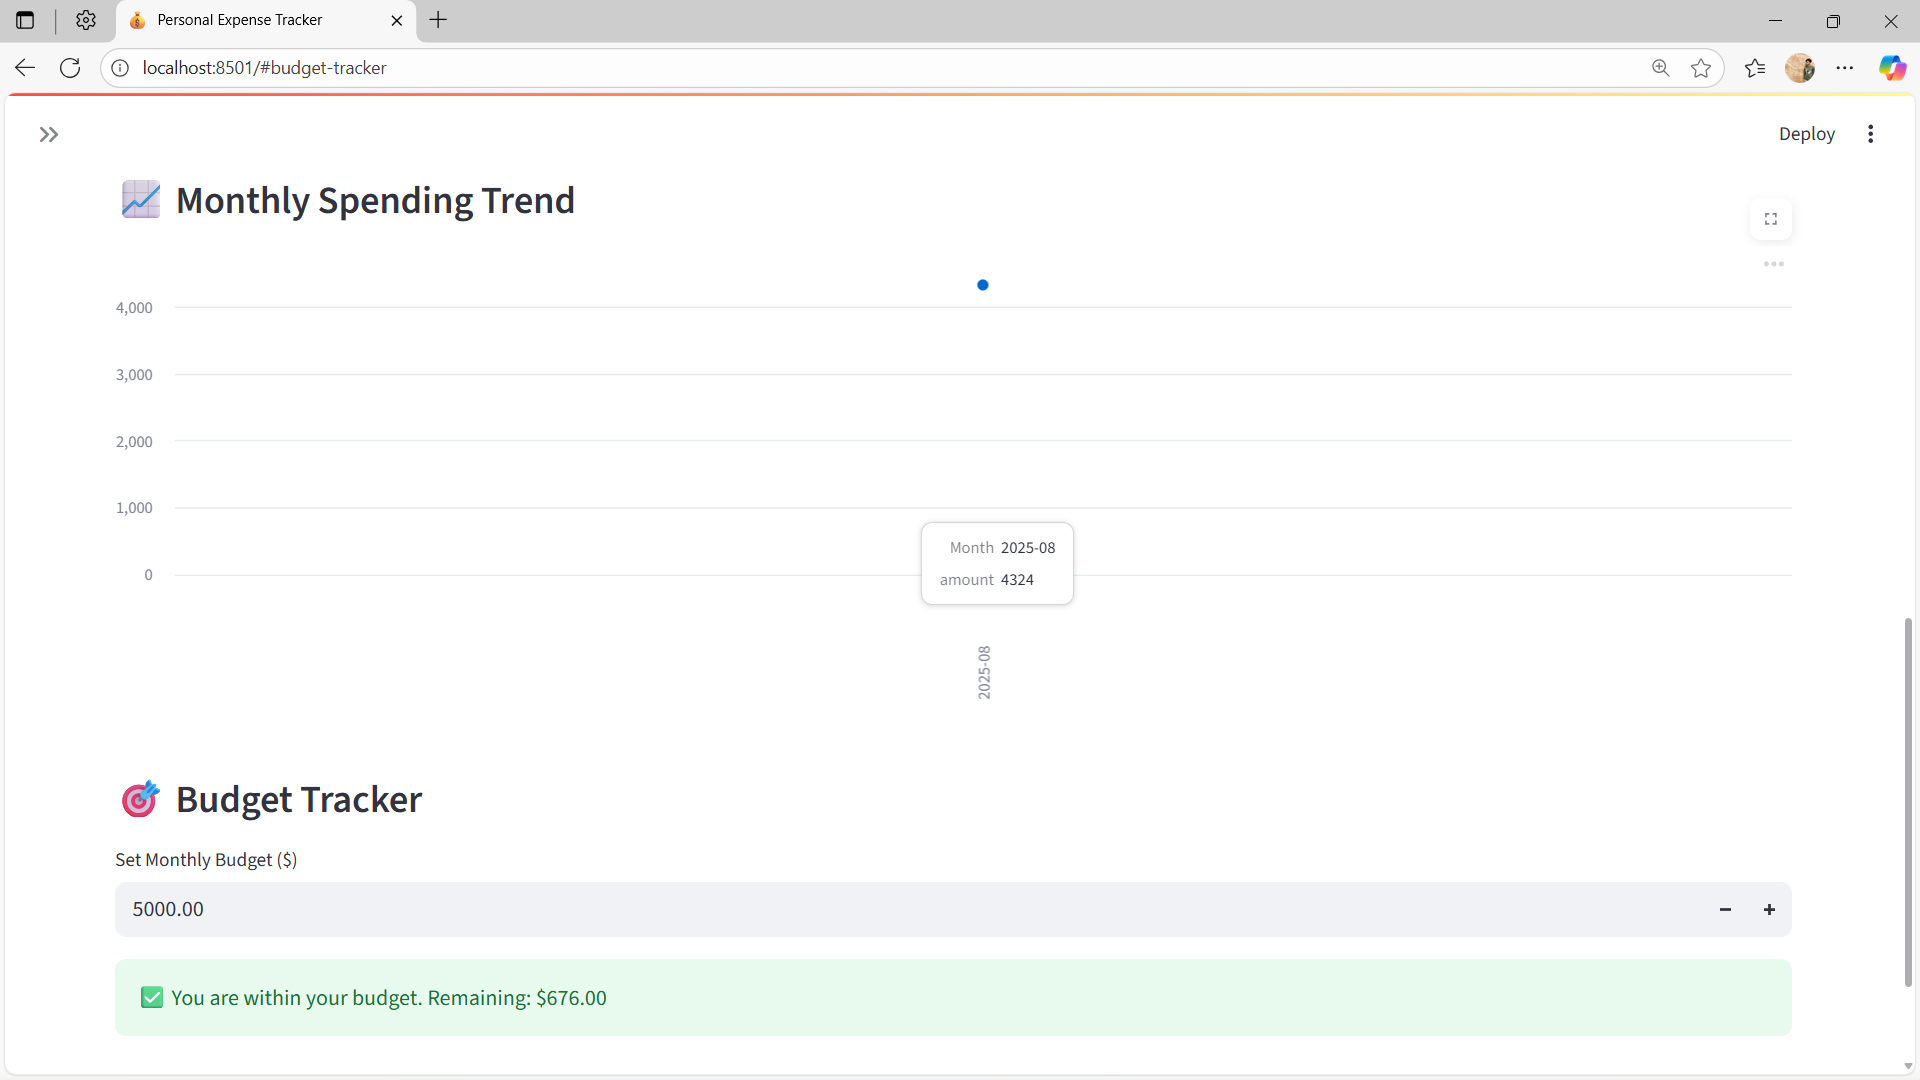 Personal Expense Tracker
localhost:8501/#budget-tracker
Deploy
Monthly Spending Trend
4,000
3,000
2,000
1,000
0
Month 2025-08
amount 4324
2025-08
Budget Tracker
Set Monthly Budget ($)
5000.00
You are within your budget. Remaining: $676.00